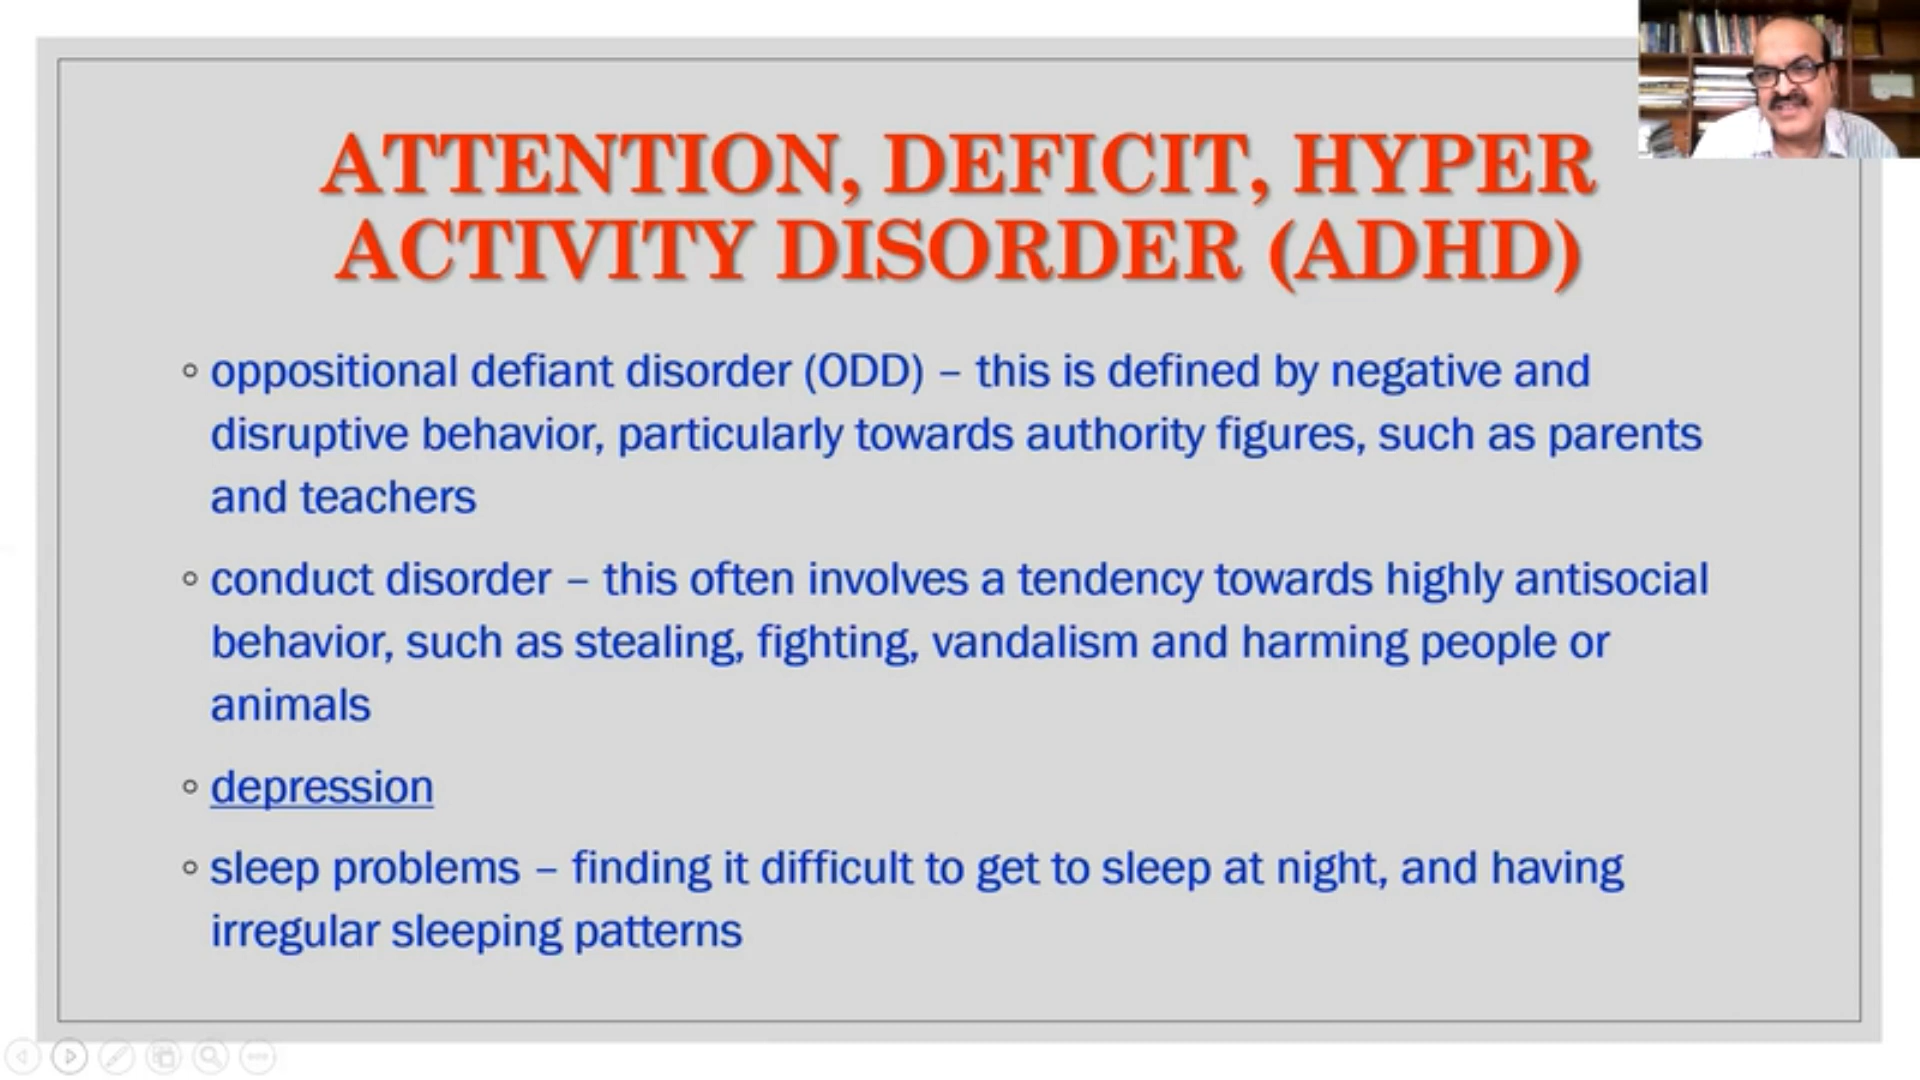 ATTENTION, DEFICIT, HYPER
ACTIVITY DISORDER (ADHD)
◦ oppositional defiant disorder (ODD) – this is defined by negative and
disruptive behavior, particularly towards authority figures, such as parents
and teachers
◦ conduct disorder – this often involves a tendency towards highly antisocial
behavior, such as stealing, fighting, vandalism and harming people or
animals
◦ depression
◦ sleep problems – finding it difficult to get to sleep at night, and having
irregular sleeping patterns